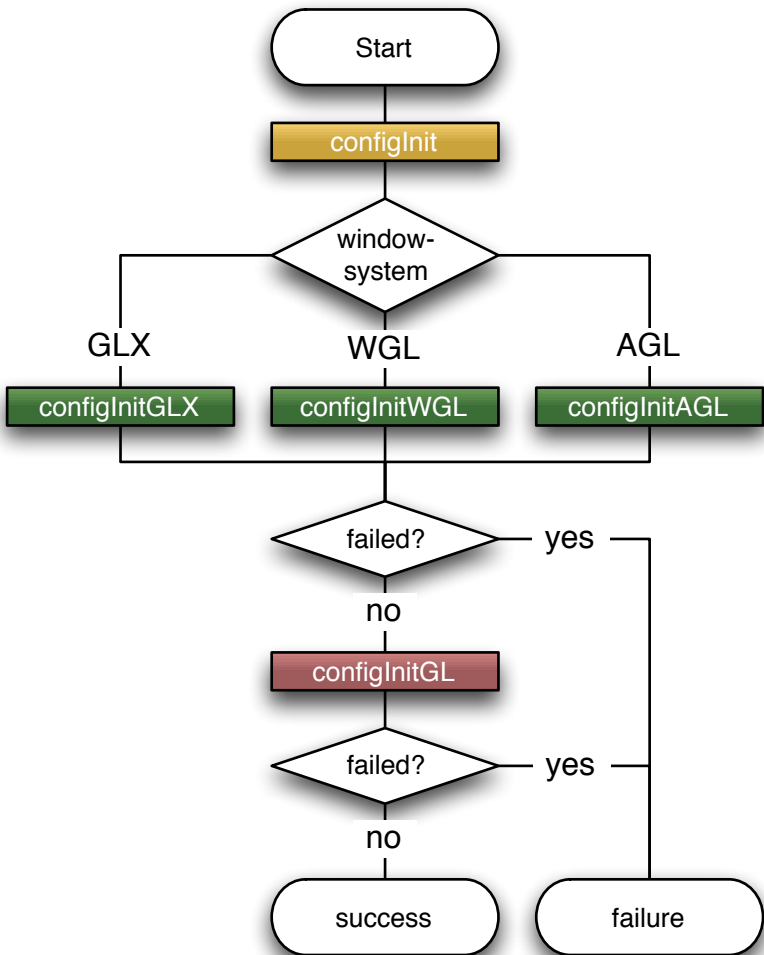 Start
configInit
window-
system
GLX
WGL
AGL
configInitGLX
configInitWGL
configInitAGL
failed?
yes
no
configInitGL
failed?
yes
no
success
failure